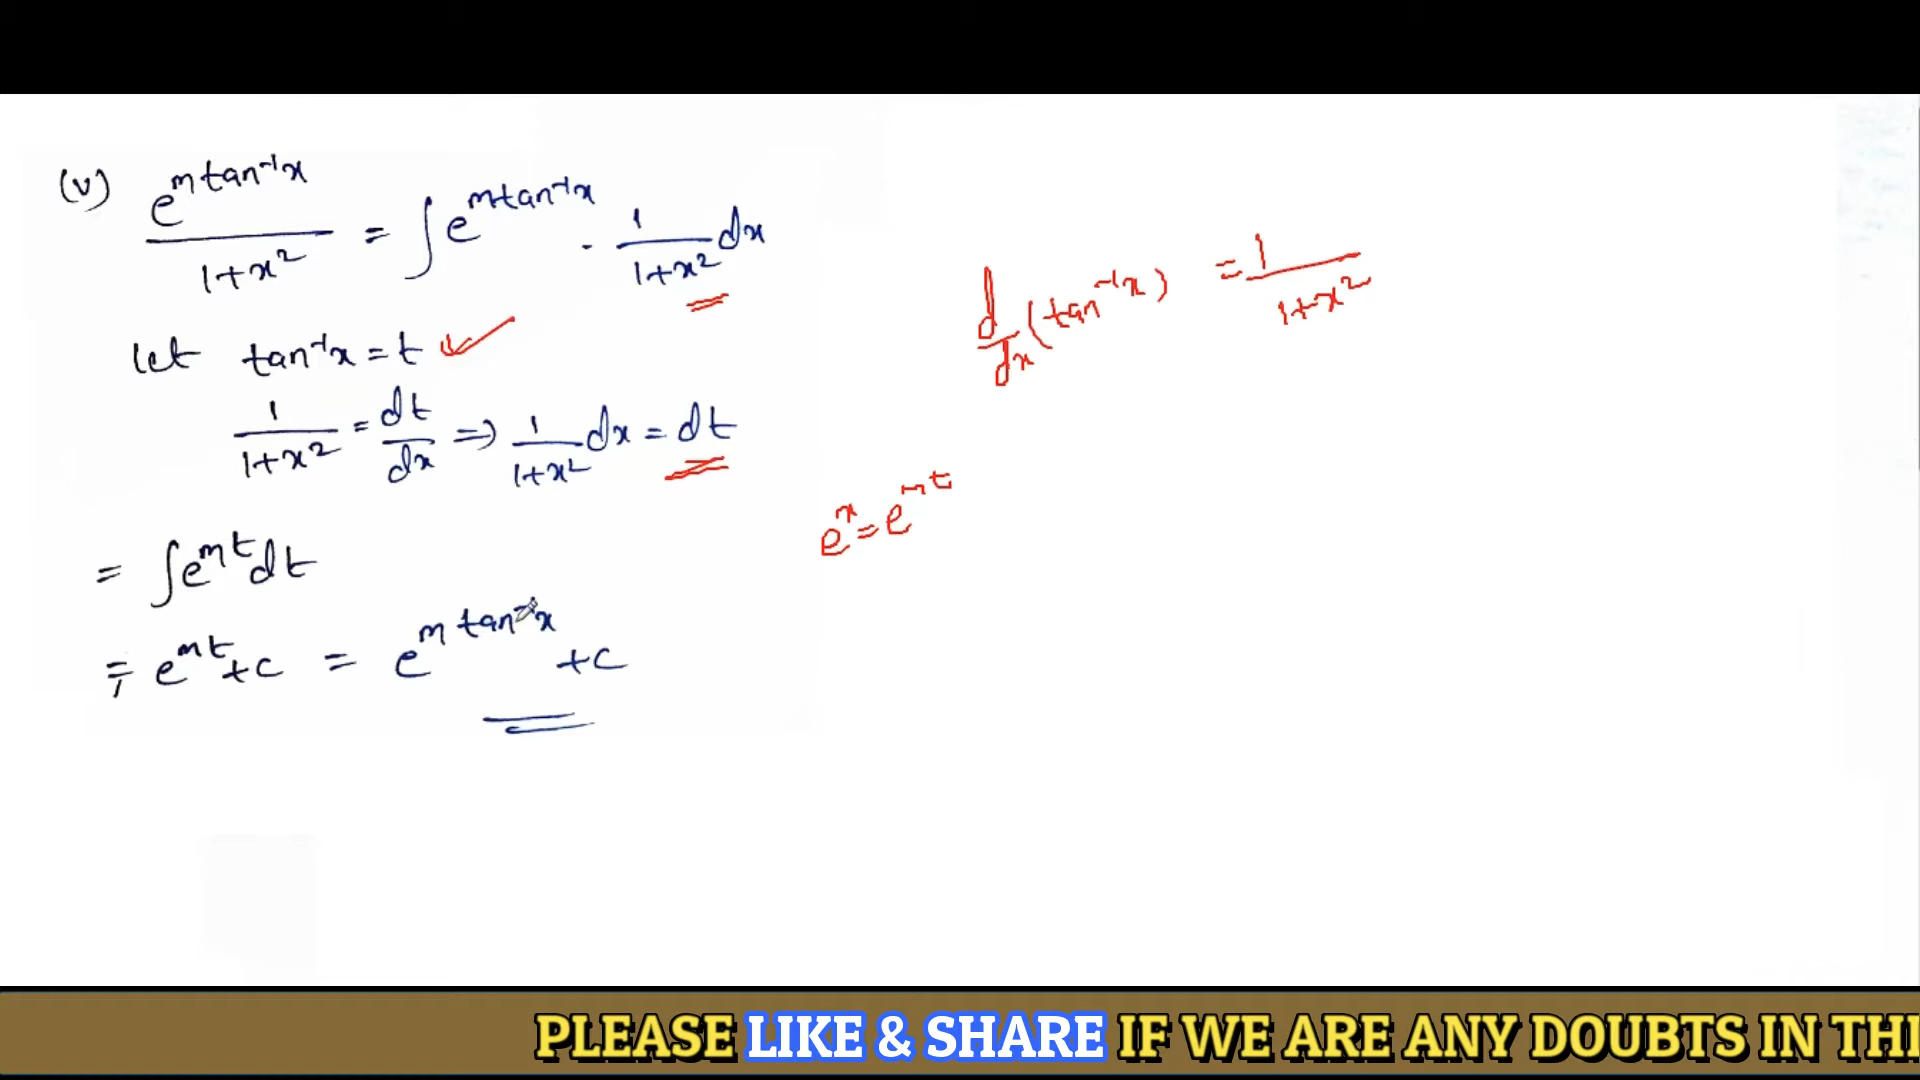 (v) e^{m tan⁻¹x} / 1+x² = ∫ e^{m tan⁻¹x} . 1/1+x² dx
let tan⁻¹x = t
1/1+x² = dt/dx ⇒ 1/1+x² dx = dt
= ∫e^{mt} dt
= e^{mt} + c = e^{m tan⁻¹x} + c
d/dx (tan⁻¹x) = 1/1+x²
e^x = e^{mt}
PLEASE LIKE & SHARE IF WE ARE ANY DOUBTS IN THI